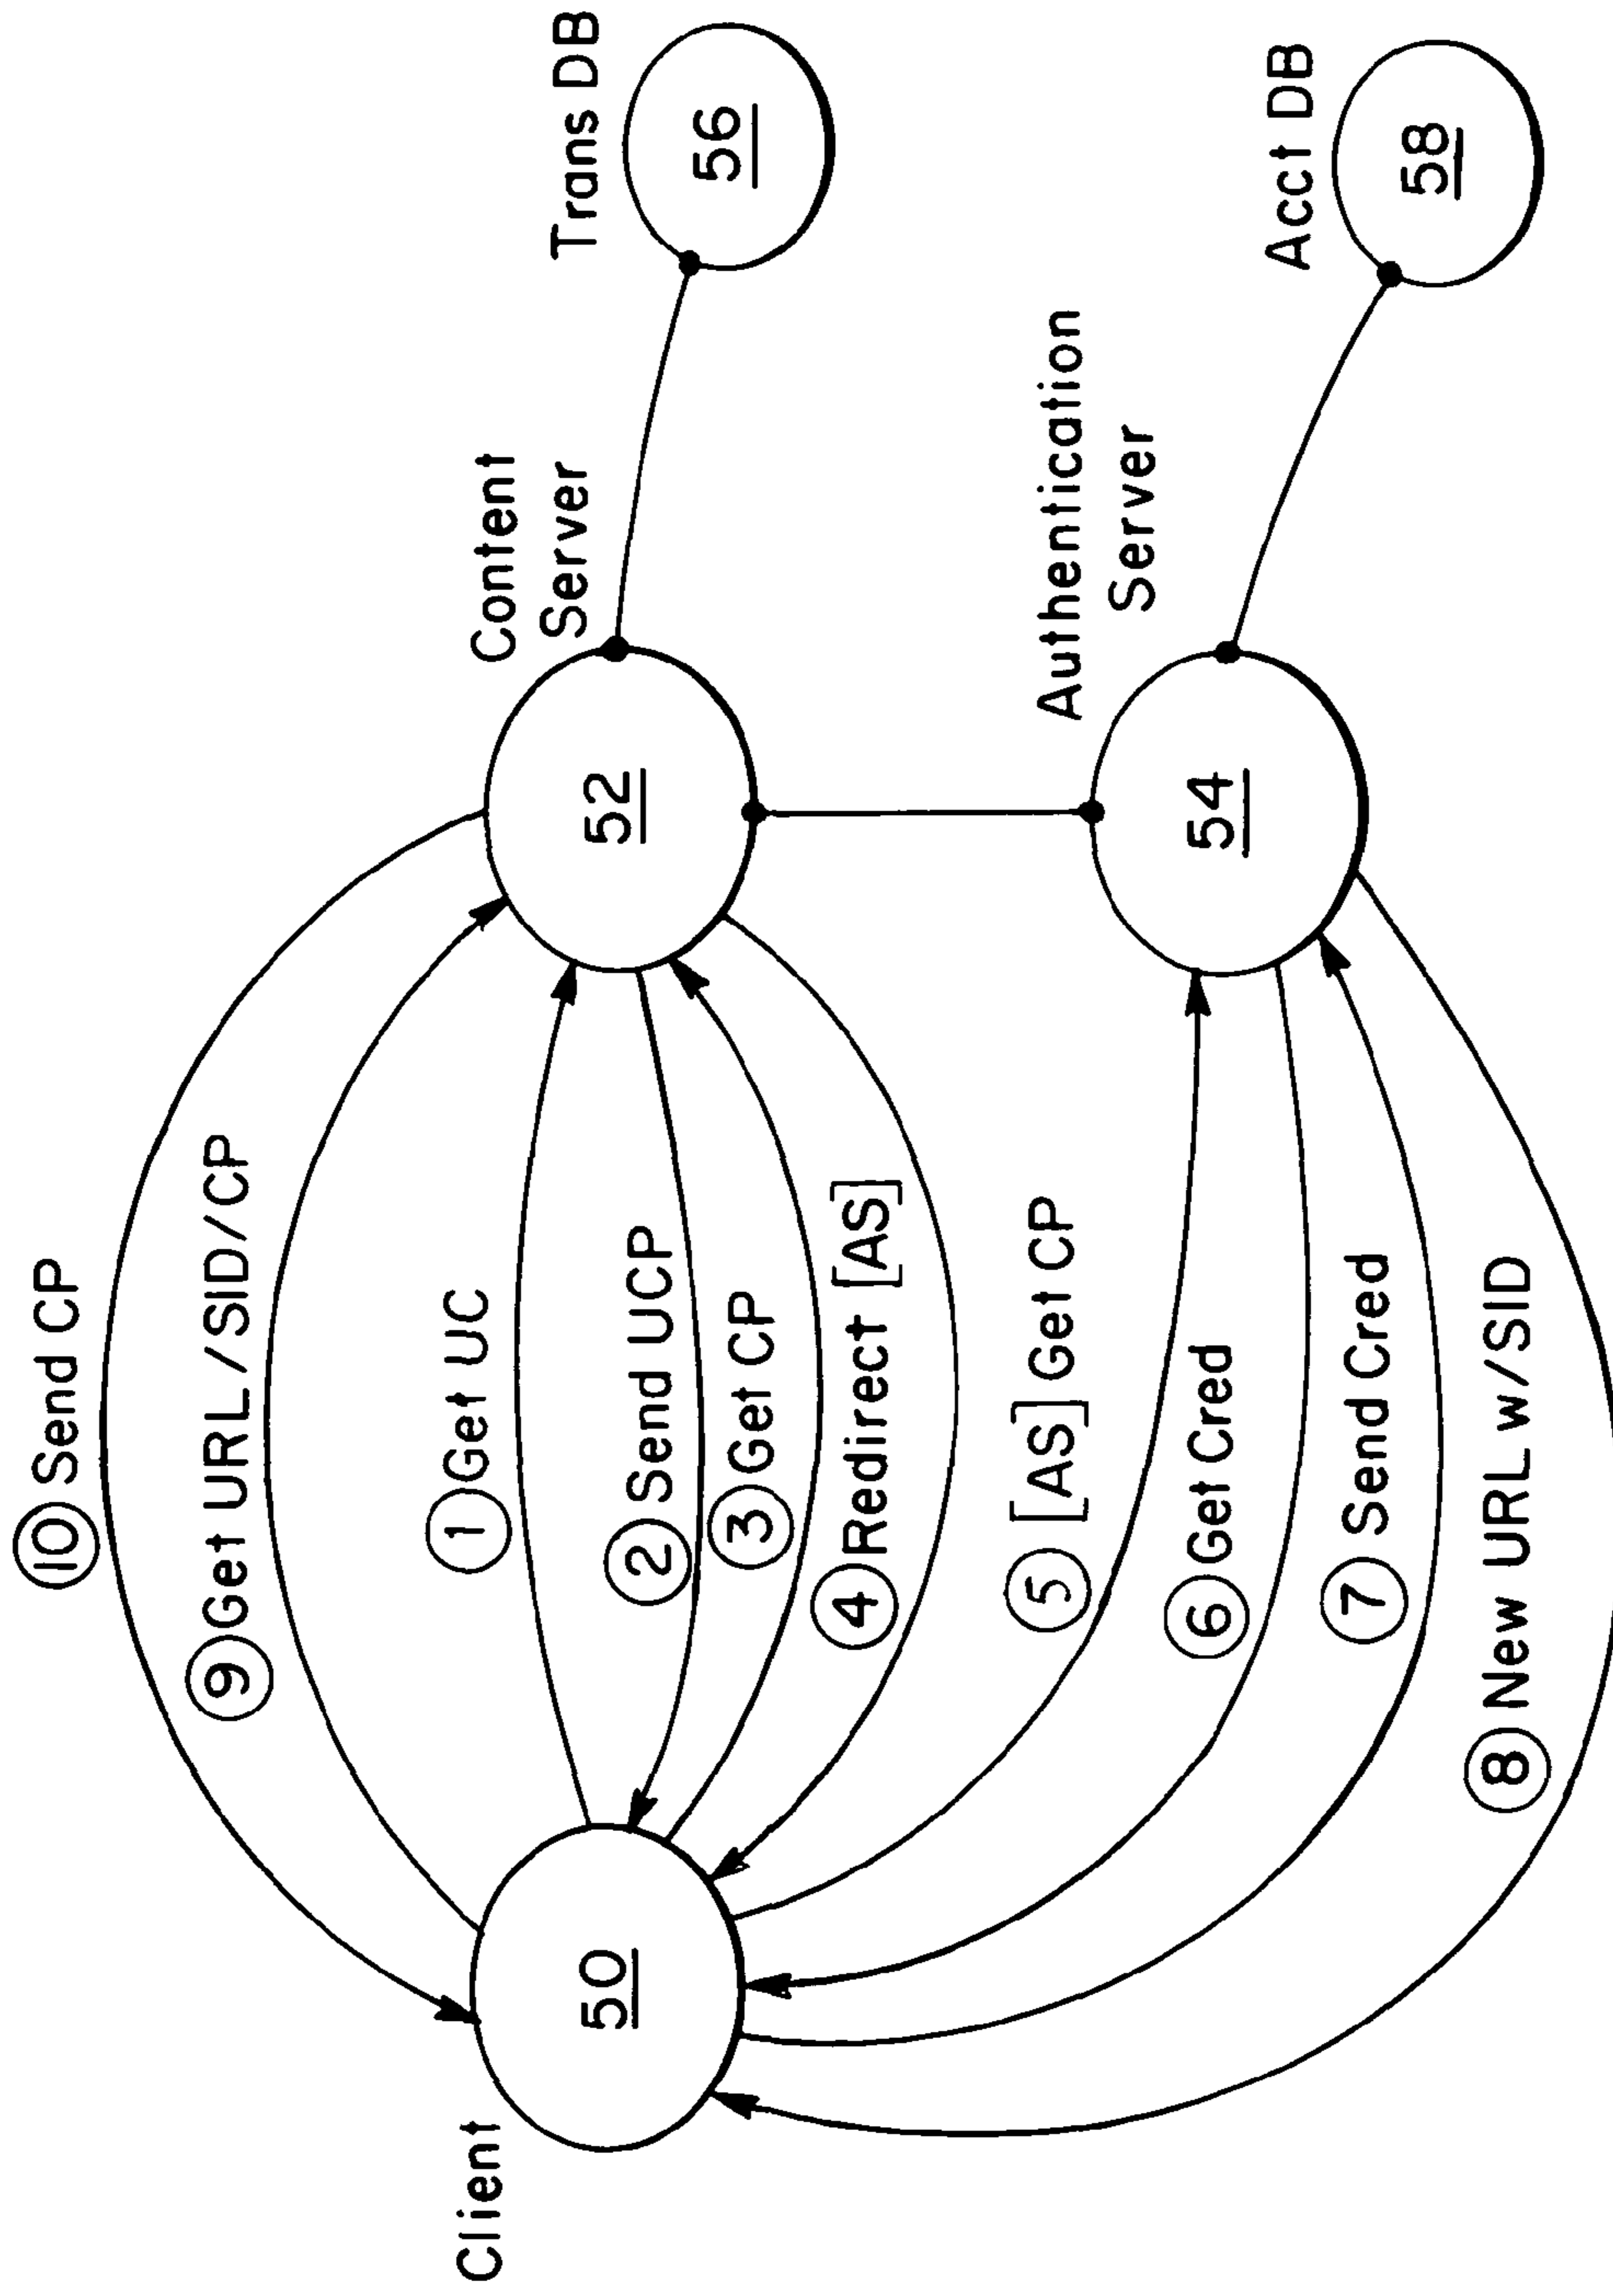 ⑩ Send CP
⑨ Get URL/SID/CP
① Get UC
② Send UCP
③ Get CP
④ Redirect [AS]
⑤ [AS] Get CP
⑥ Get Cred
⑦ Send Cred
⑧ New URL w/SID
Client
50
Content
Server
52
Authentication
Server
54
Trans DB
56
Acct DB
58